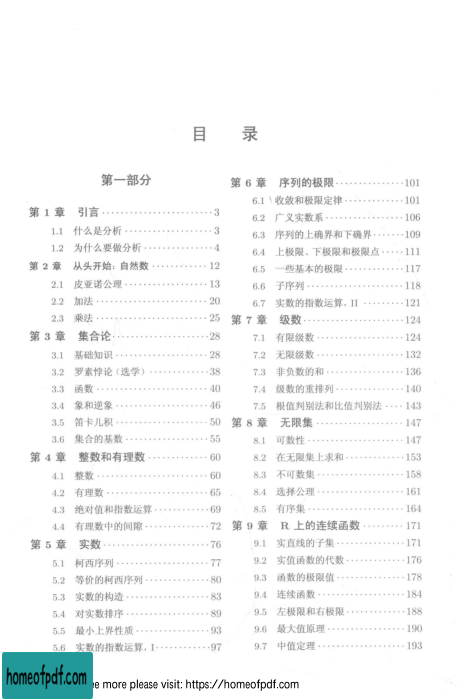 目 录
第一部分
第 1 章 引言 ························ 3
1.1 什么是分析 ···················· 3
1.2 为什么要做分析 ················ 4
第 2 章 从头开始：自然数 ············ 12
2.1 皮亚诺公理 ···················· 13
2.2 加法 ························· 20
2.3 乘法 ························· 25
第 3 章 集合论 ······················ 28
3.1 基础知识 ······················ 28
3.2 罗素悖论（选学） ·············· 38
3.3 函数 ························· 40
3.4 象和逆象 ······················ 46
3.5 笛卡儿积 ······················ 50
3.6 集合的基数 ···················· 55
第 4 章 整数和有理数 ················ 60
4.1 整数 ························· 60
4.2 有理数 ························ 65
4.3 绝对值和指数运算 ·············· 69
4.4 有理数中的间隙 ················ 72
第 5 章 实数 ························ 76
5.1 柯西序列 ······················ 77
5.2 等价的柯西序列 ················ 80
5.3 实数的构造 ···················· 83
5.4 对实数排序 ···················· 89
5.5 最小上界性质 ·················· 93
5.6 实数的指数运算，I ············· 97
第 6 章 序列的极限 ·················· 101
6.1 收敛和极限定律 ················ 101
6.2 广义实数系 ···················· 106
6.3 序列的上确界和下确界 ·········· 109
6.4 上极限、下极限和极限点 ········ 111
6.5 一些基本的极限 ················ 117
6.6 子序列 ························ 118
6.7 实数的指数运算，II ············ 121
第 7 章 级数 ························ 124
7.1 有限级数 ······················ 124
7.2 无限级数 ······················ 132
7.3 非负数的和 ···················· 136
7.4 级数的重排列 ·················· 140
7.5 根值判别法和比值判别法 ········ 143
第 8 章 无限集 ······················ 147
8.1 可数性 ························ 147
8.2 在无限集上求和 ················ 153
8.3 不可数集 ······················ 158
8.4 选择公理 ······················ 161
8.5 有序集 ························ 164
第 9 章 R 上的连续函数 ·············· 171
9.1 实直线的子集 ·················· 171
9.2 实值函数的代数 ················ 176
9.3 函数的极限值 ·················· 178
9.4 连续函数 ······················ 184
9.5 左极限和右极限 ················ 188
9.6 最大值原理 ···················· 190
9.7 中值定理 ······················ 193
homeofpdf.com
more please visit: https://homeofpdf.com